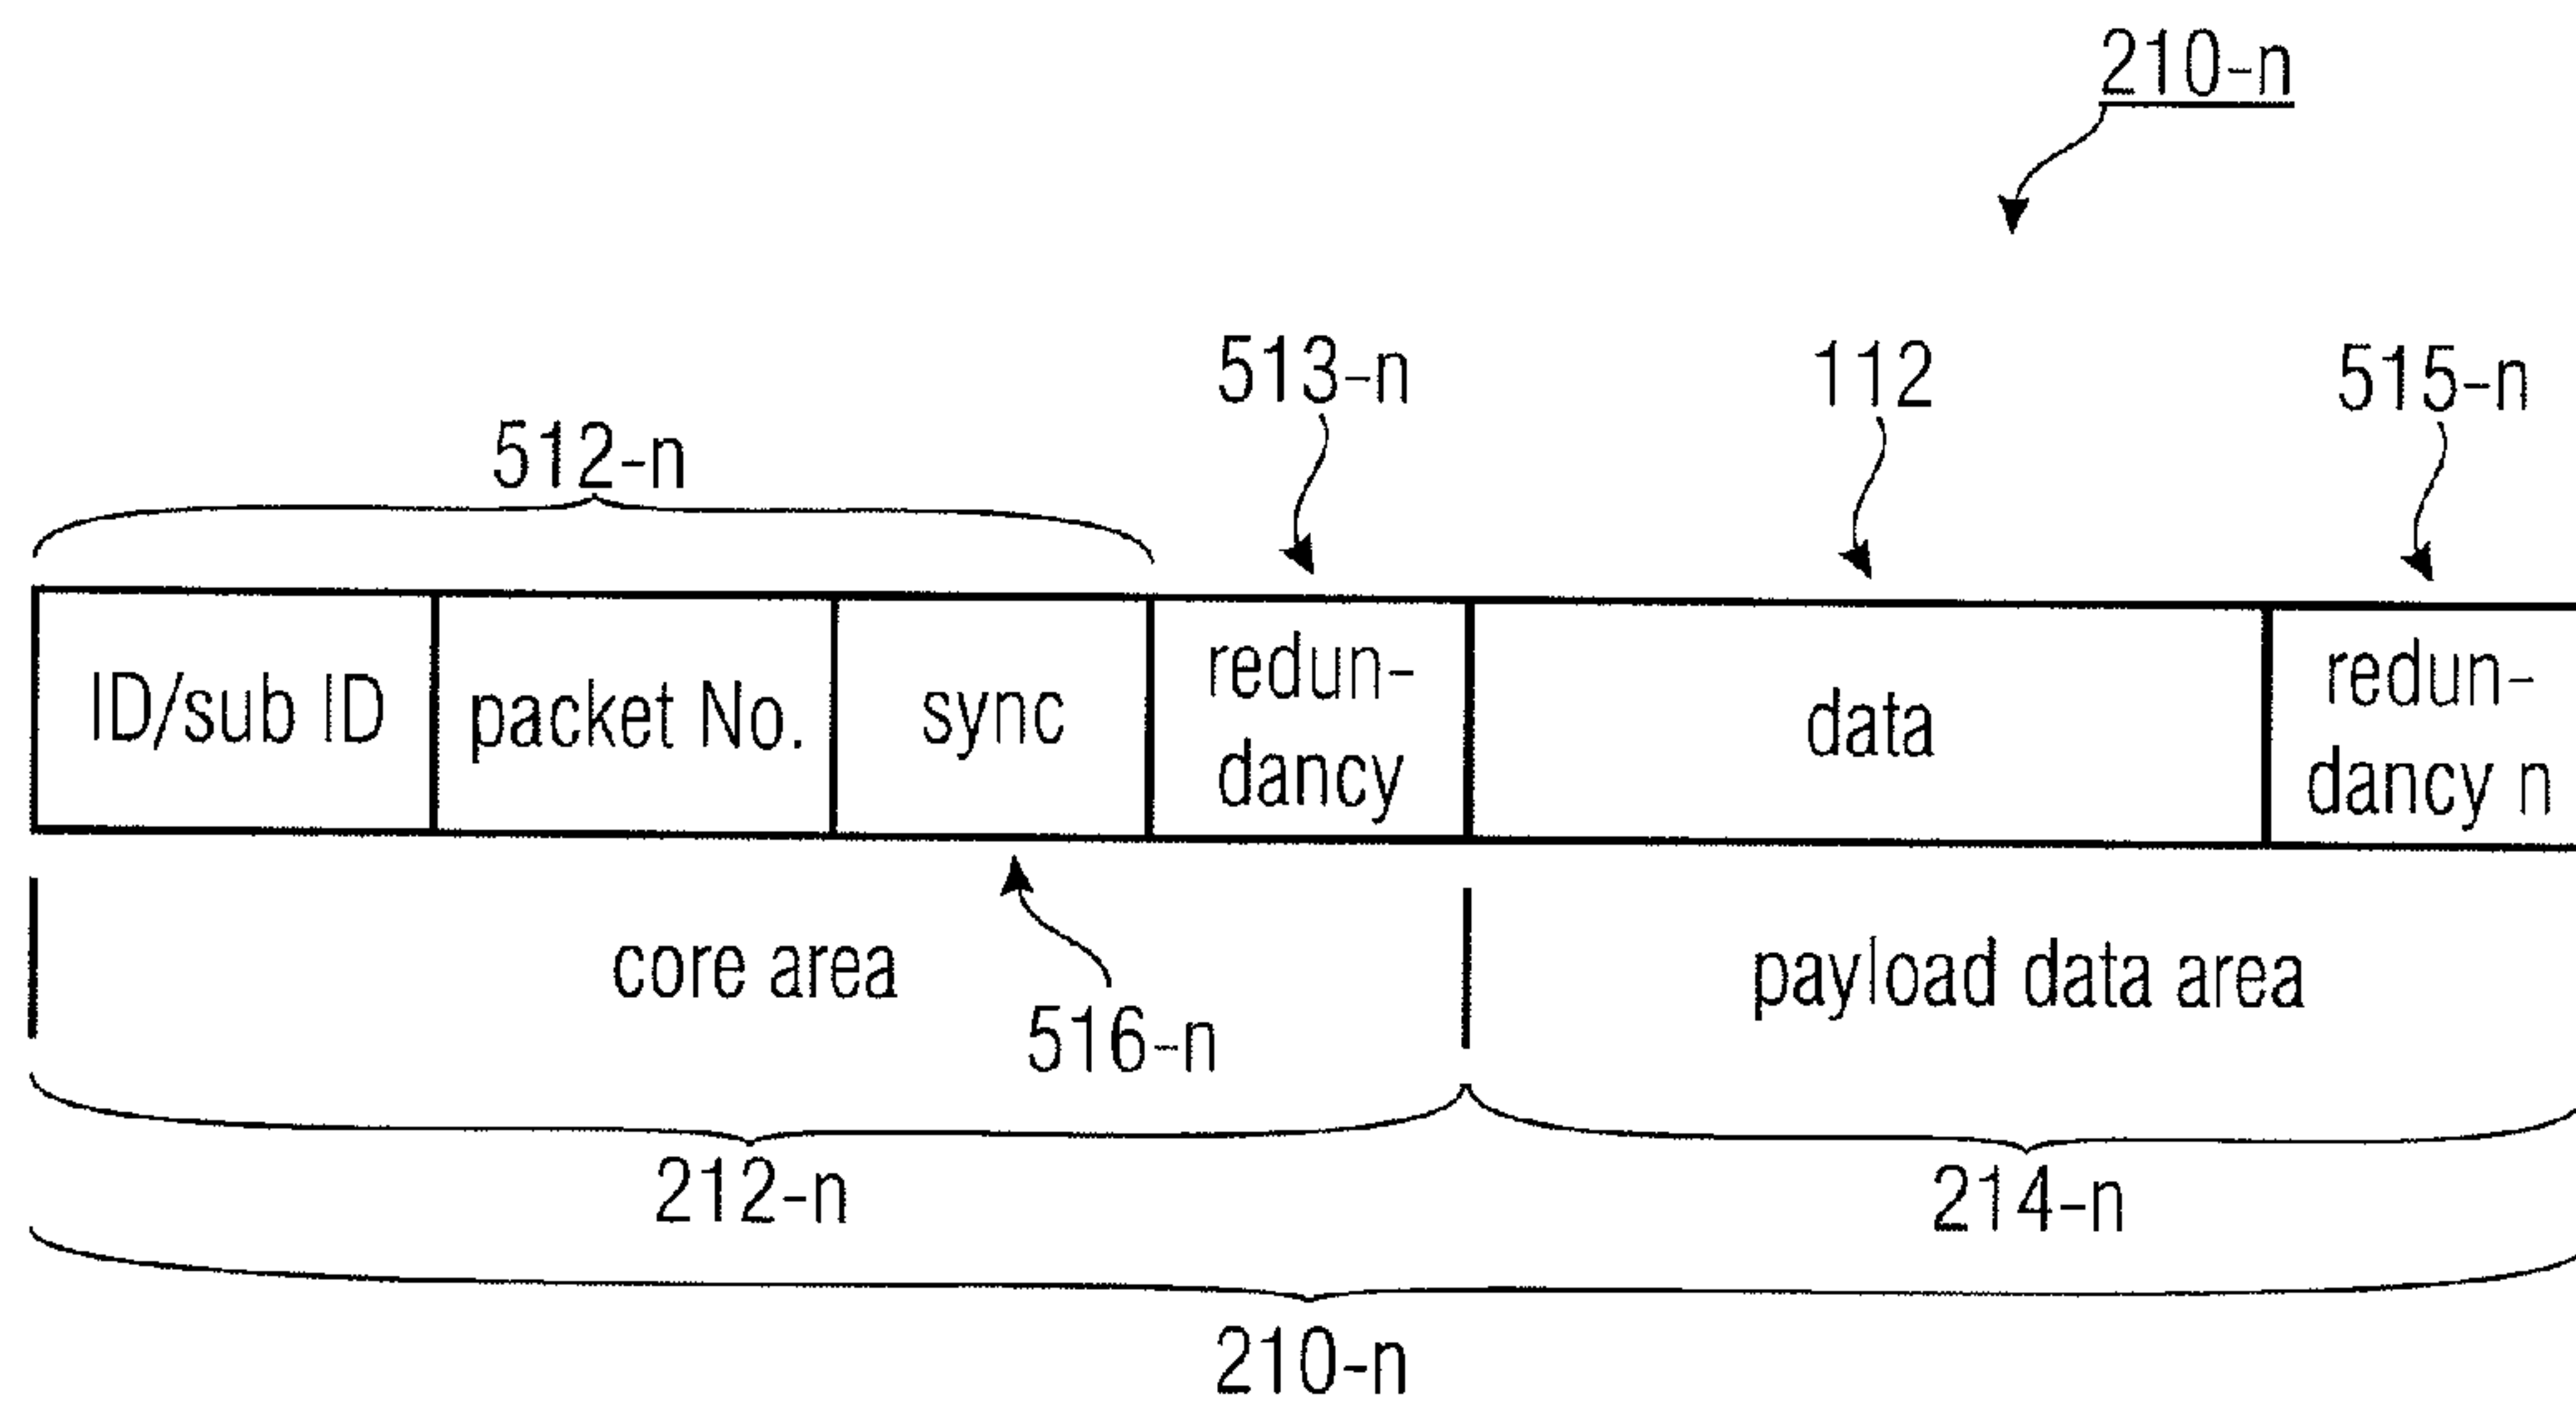 210-n
513-n
112
515-n
512-n
ID/sub ID
packet No.
sync
redun-
dancy
data
redun-
dancy n
core area
516-n
payload data area
212-n
214-n
210-n